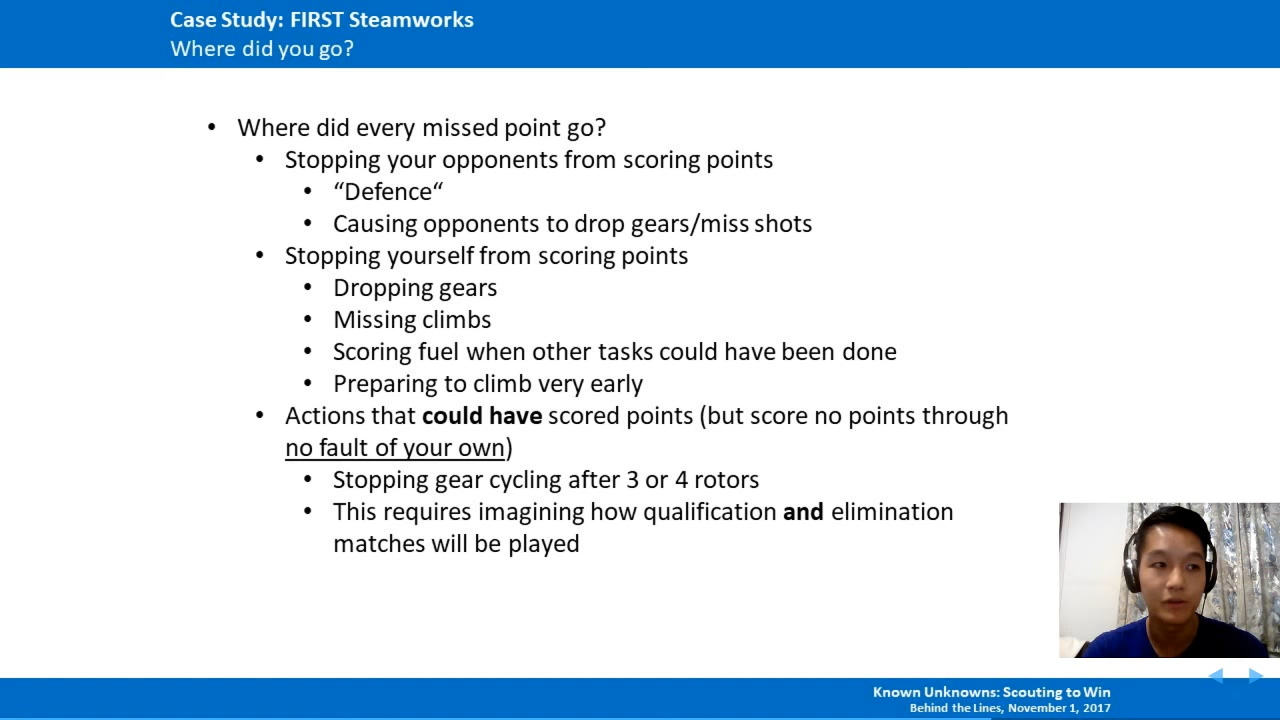 Case Study: FIRST Steamworks
Where did you go?
• Where did every missed point go?
• Stopping your opponents from scoring points
• “Defence“
• Causing opponents to drop gears/miss shots
• Stopping yourself from scoring points
• Dropping gears
• Missing climbs
• Scoring fuel when other tasks could have been done
• Preparing to climb very early
• Actions that could have scored points (but score no points through
no fault of your own)
• Stopping gear cycling after 3 or 4 rotors
• This requires imagining how qualification and elimination
matches will be played
Known Unknowns: Scouting to Win
Behind the Lines, November 1, 2017